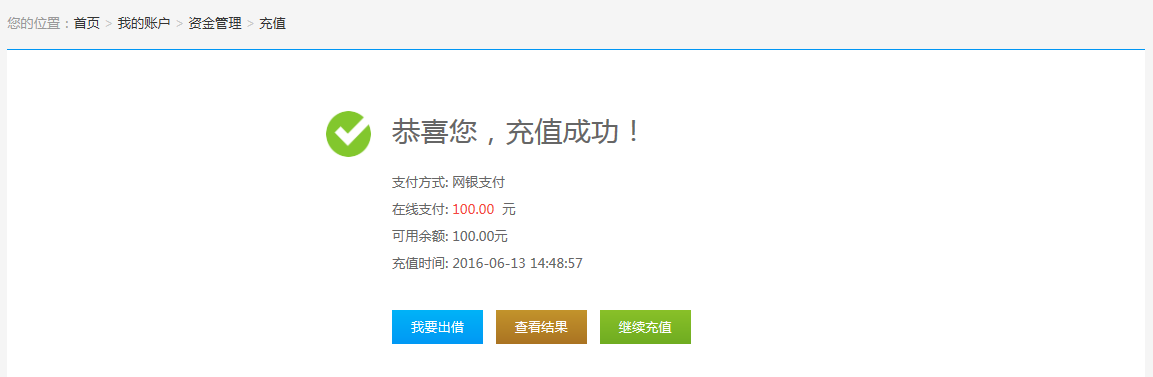 您的位置：首页 > 我的账户 > 资金管理 > 充值
恭喜您，充值成功！
支付方式: 网银支付
在线支付: 100.00 元
可用余额: 100.00元
充值时间: 2016-06-13 14:48:57
我要出借 查看结果 继续充值